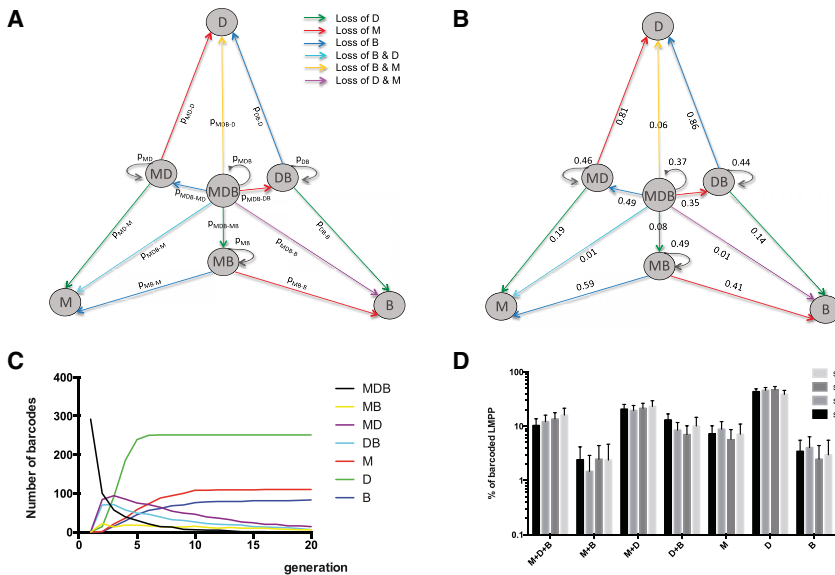 A
D
Loss of D
Loss of M
Loss of B
Loss of B & D
Loss of B & M
Loss of D & M
pMD-D
pMDB-D
pDB-D
pMD
pMDB
pDB
MD
MDB
DB
pMDB-MD
pMDB-DB
pMD-M
pMDB-M
pMDB-MB
pMB
pMDB-B
pDB-B
MB
pMB-M
pMB-B
M
B
B
D
0.81
0.06
0.86
0.46
0.37
0.44
MD
MDB
DB
0.49
0.35
0.19
0.01
0.08
0.49
0.01
0.14
MB
0.59
0.41
M
B
C
Number of barcodes
400
300
200
100
0
0
5
10
15
20
generation
MDB
MB
MD
DB
M
D
B
D
% of barcoded LMPP
100
10
1
0.1
M+D+B
M+B
M+D
D+B
M
D
B
s
s
s
s